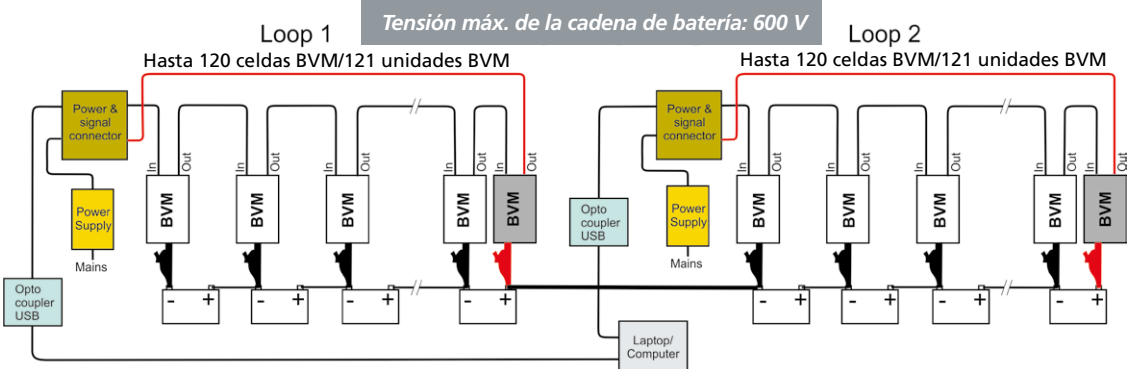 Tensión máx. de la cadena de batería: 600 V
Loop 1
Hasta 120 celdas BVM/121 unidades BVM
Power &
signal
connector
In
Out
In
Out
In
Out
In
Out
In
Out
BVM
BVM
BVM
BVM
BVM
Power
Supply
Mains
Opto
coupler
USB
- +
- +
- +
- +
Loop 2
Hasta 120 celdas BVM/121 unidades BVM
Power &
signal
connector
In
Out
In
Out
In
Out
In
Out
In
Out
BVM
BVM
BVM
BVM
BVM
Opto
coupler
USB
Power
Supply
Mains
- +
- +
- +
- +
Laptop/
Computer